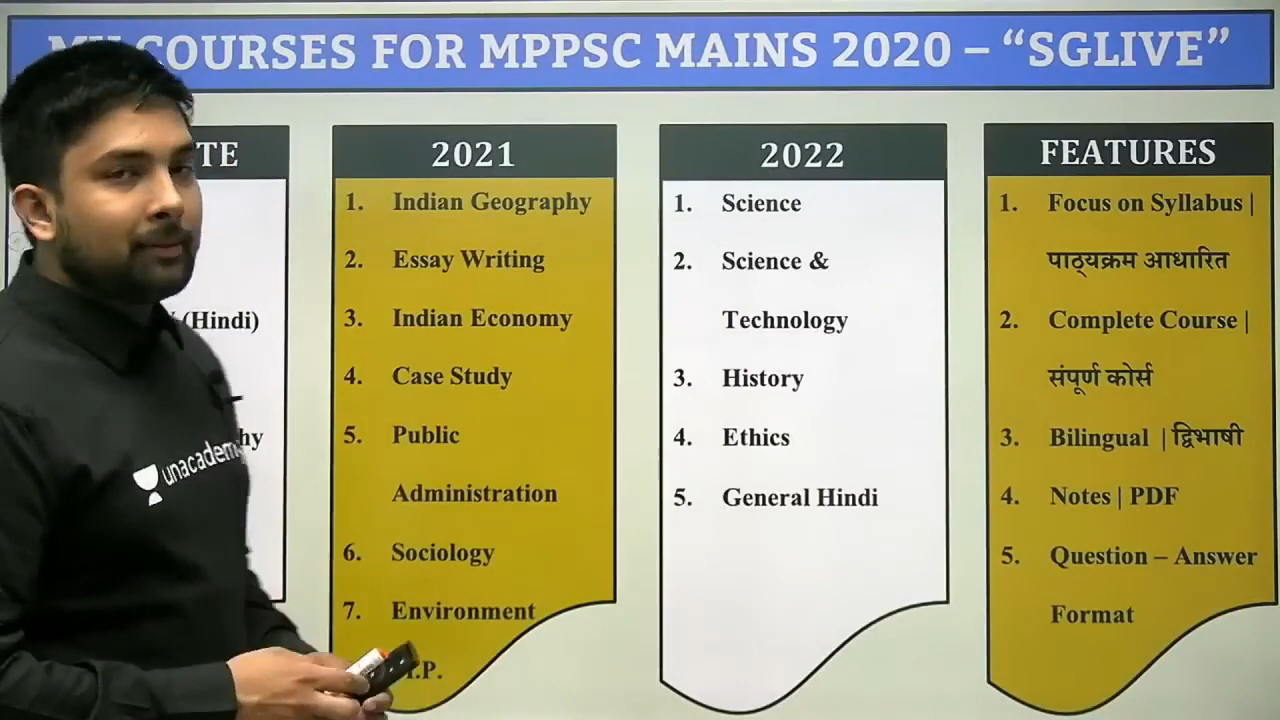 COURSES FOR MPPSC MAINS 2020 – “SGLIVE”
TE
(Hindi)
hy
unacadem
2021
1. Indian Geography
2. Essay Writing
3. Indian Economy
4. Case Study
5. Public
Administration
6. Sociology
7. Environment
.P.
2022
1. Science
2. Science &
Technology
3. History
4. Ethics
5. General Hindi
FEATURES
1. Focus on Syllabus |
पाठ्यक्रम आधारित
2. Complete Course |
संपूर्ण कोर्स
3. Bilingual | द्विभाषी
4. Notes | PDF
5. Question – Answer
Format